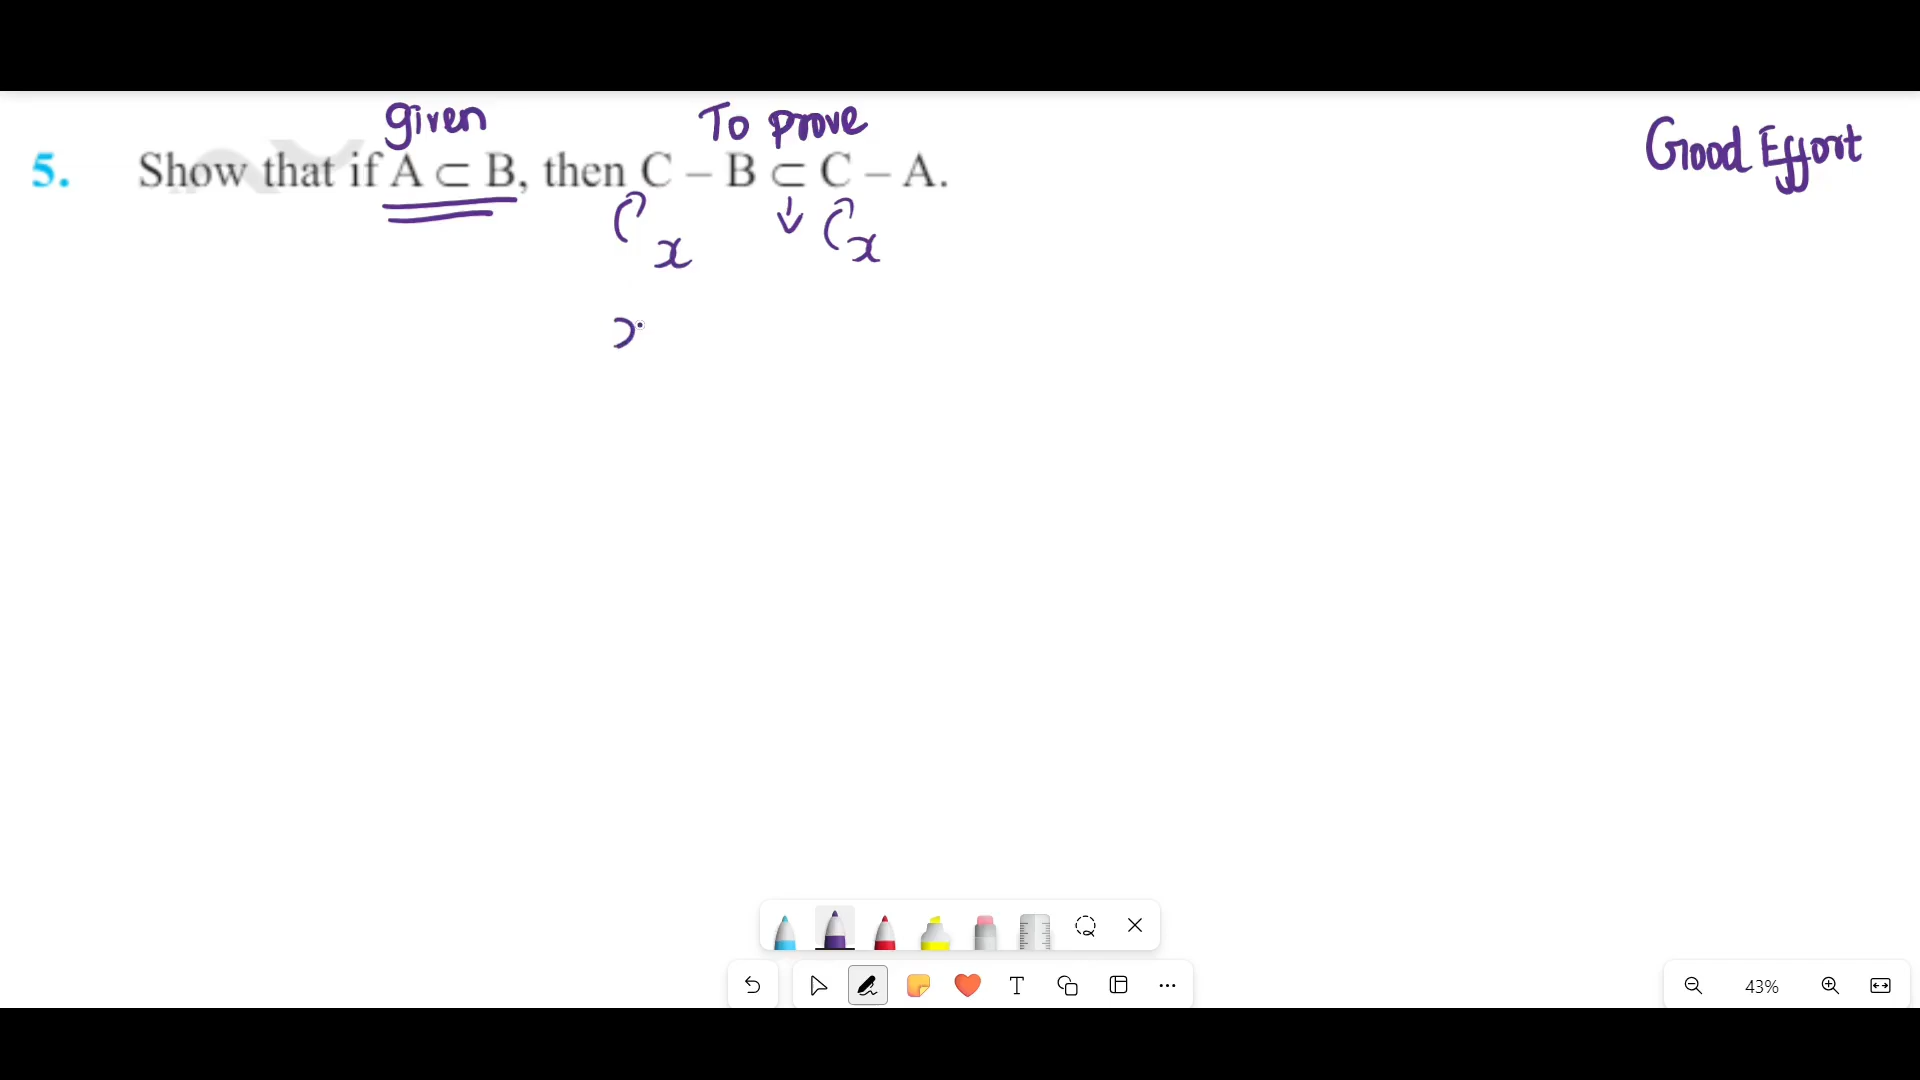 given To prove Good Effort
5. Show that if A ⊂ B, then C – B ⊂ C – A.
x x
x
43%